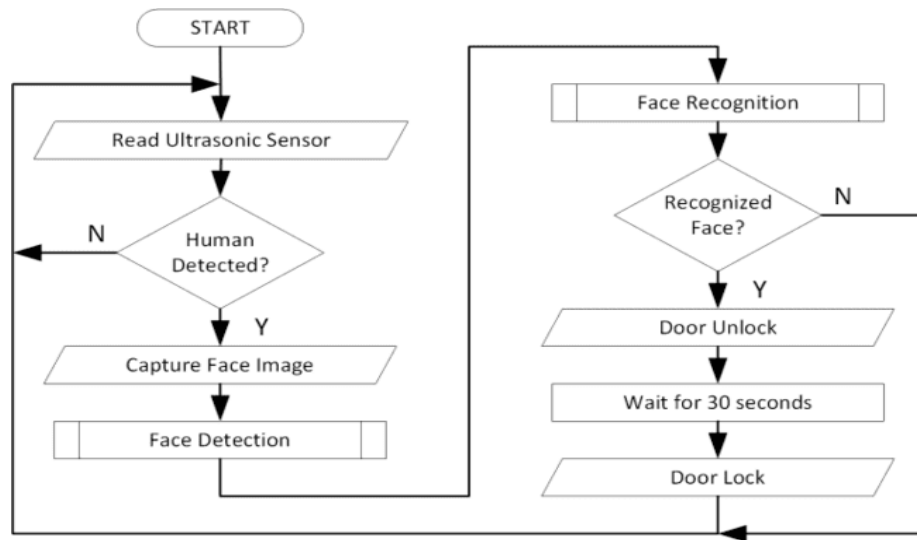 START
Read Ultrasonic Sensor
N
Human
Detected?
Y
Capture Face Image
Face Detection
Face Recognition
Recognized
Face?
N
Y
Door Unlock
Wait for 30 seconds
Door Lock